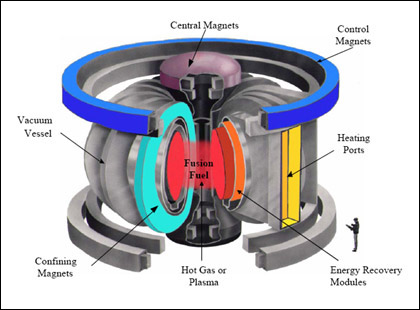 Central Magnets
Control
Magnets
Vacuum
Vessel
Heating
Ports
Fusion
Fuel
Confining
Magnets
Hot Gas or
Plasma
Energy Recovery
Modules